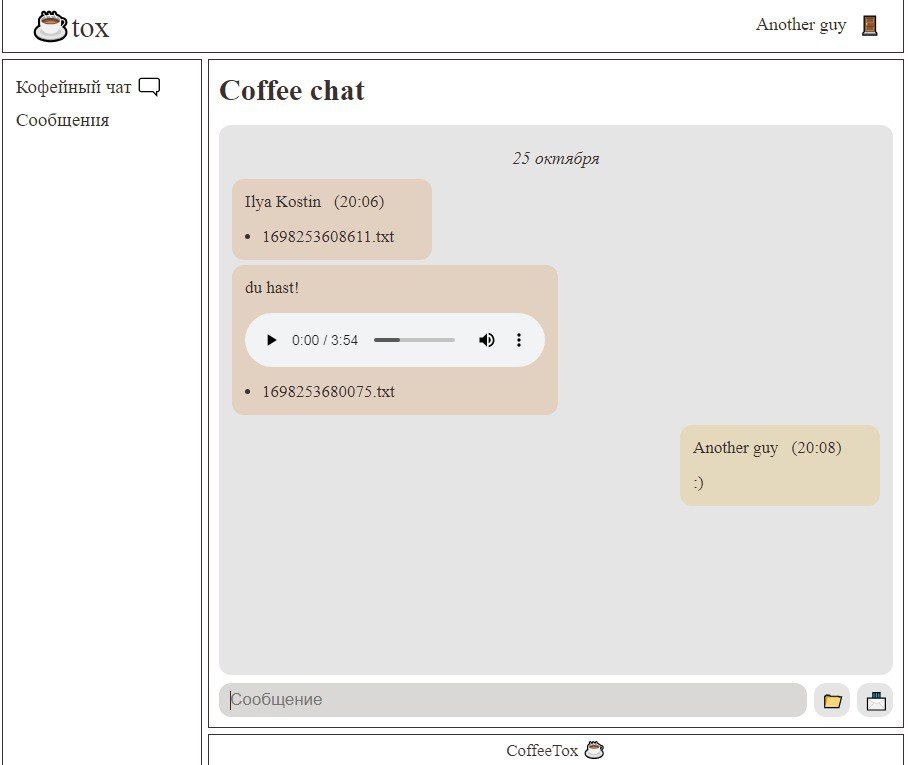 tox
Another guy
Кофейный чат
Сообщения
Coffee chat
25 октября
Ilya Kostin (20:06)
• 1698253608611.txt
du hast!
0:00 / 3:54
• 1698253680075.txt
Another guy (20:08)
:)
Сообщение
CoffeeTox